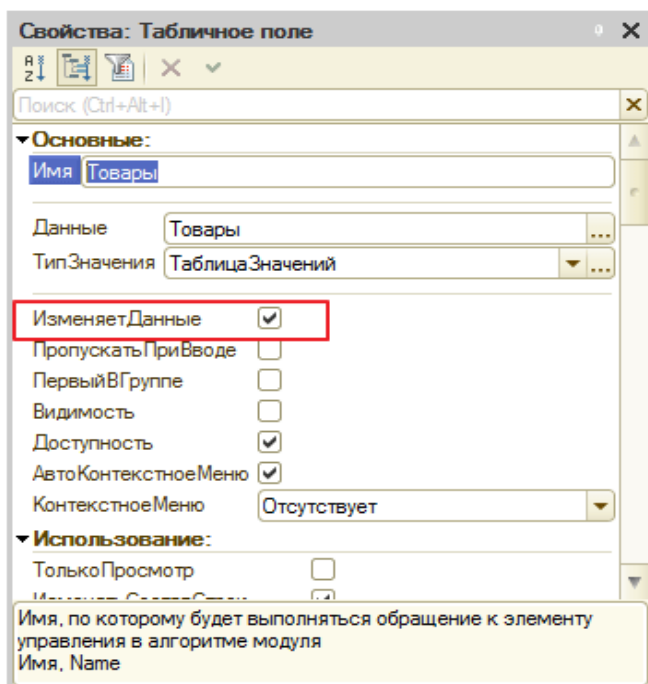 Свойства: Табличное поле
Поиск (Ctrl+Alt+I)
Основные:
Имя Товары
Данные Товары ...
ТипЗначения ТаблицаЗначений ...
ИзменяетДанные
ПропускатьПриВводе
ПервыйВГруппе
Видимость
Доступность
АвтоКонтекстноеМеню
КонтекстноеМеню Отсутствует
Использование:
ТолькоПросмотр
Имя, по которому будет выполняться обращение к элементу
управления в алгоритме модуля
Имя, Name